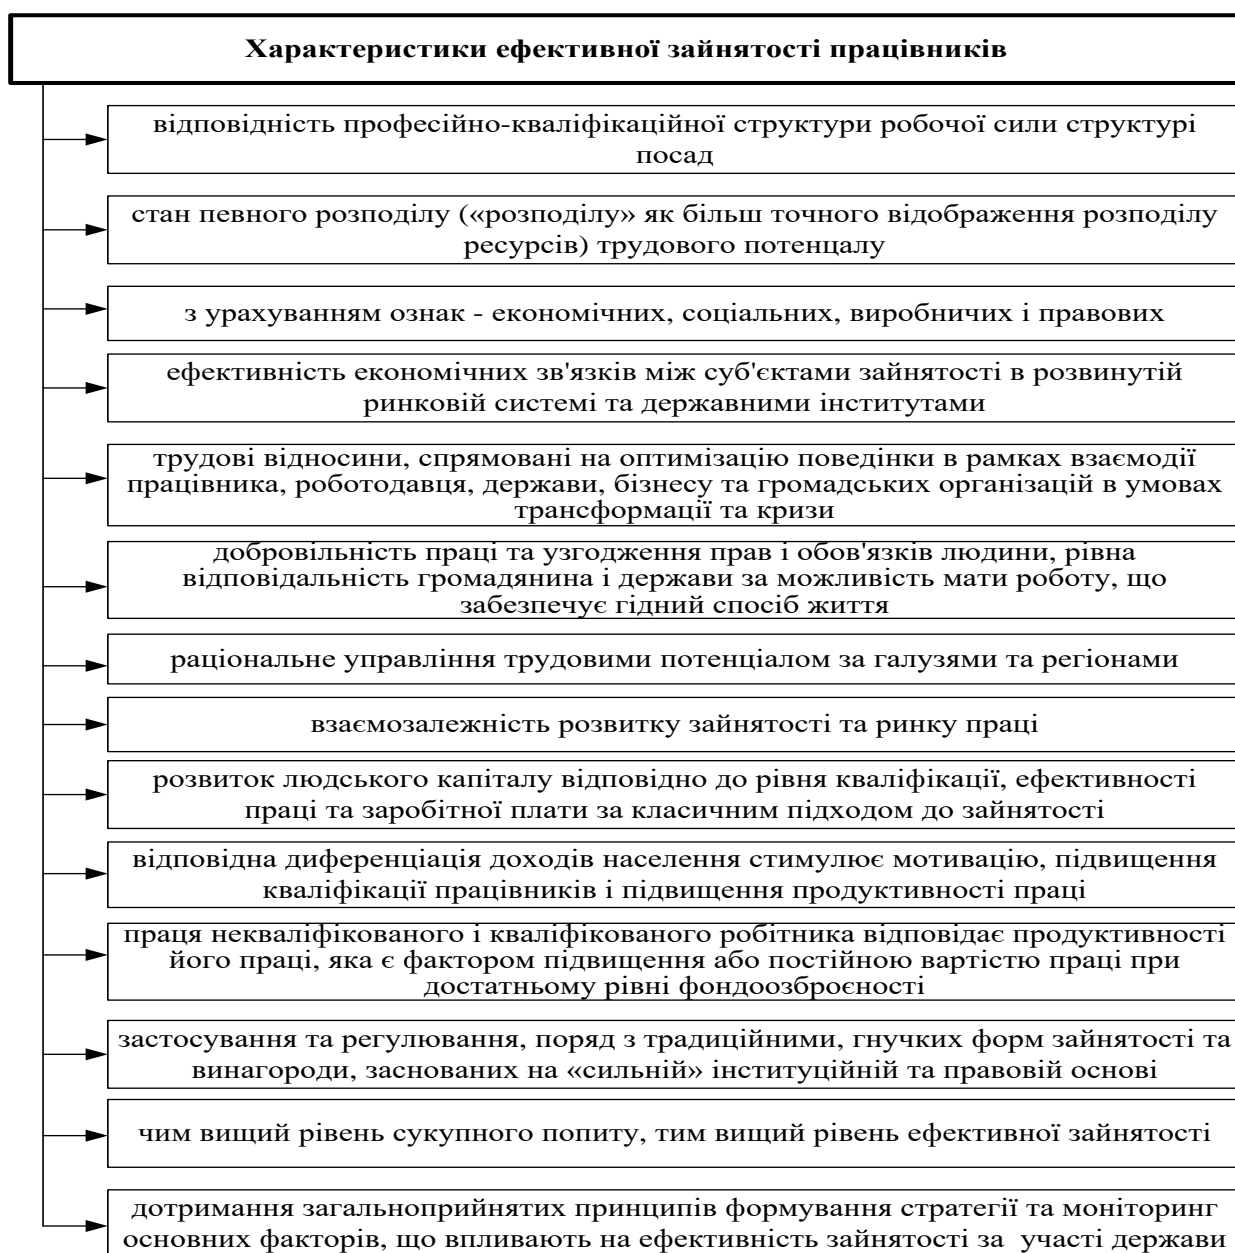 Характеристики ефективної зайнятості працівників
відповідність професійно-кваліфікаційної структури робочої сили структурі
посад
стан певного розподілу («розподілу» як більш точного відображення розподілу
ресурсів) трудового потенцалу
з урахуванням ознак - економічних, соціальних, виробничих і правових
ефективність економічних зв'язків між суб'єктами зайнятості в розвинутій
ринковій системі та державними інститутами
трудові відносини, спрямовані на оптимізацію поведінки в рамках взаємодії
працівника, роботодавця, держави, бізнесу та громадських організацій в умовах
трансформації та кризи
добровільність праці та узгодження прав і обов'язків людини, рівна
відповідальність громадянина і держави за можливість мати роботу, що
забезпечує гідний спосіб життя
раціональне управління трудовими потенціалом за галузями та регіонами
взаємозалежність розвитку зайнятості та ринку праці
розвиток людського капіталу відповідно до рівня кваліфікації, ефективності
праці та заробітної плати за класичним підходом до зайнятості
відповідна диференціація доходів населення стимулює мотивацію, підвищення
кваліфікації працівників і підвищення продуктивності праці
праця некваліфікованого і кваліфікованого робітника відповідає продуктивності
його праці, яка є фактором підвищення або постійною вартістю праці при
достатньому рівні фондоозброєності
застосування та регулювання, поряд з традиційними, гнучких форм зайнятості та
винагороди, заснованих на «сильній» інституційній та правовій основі
чим вищий рівень сукупного попиту, тим вищий рівень ефективної зайнятості
дотримання загальноприйнятих принципів формування стратегії та моніторинг
основних факторів, що впливають на ефективність зайнятості за участі держави